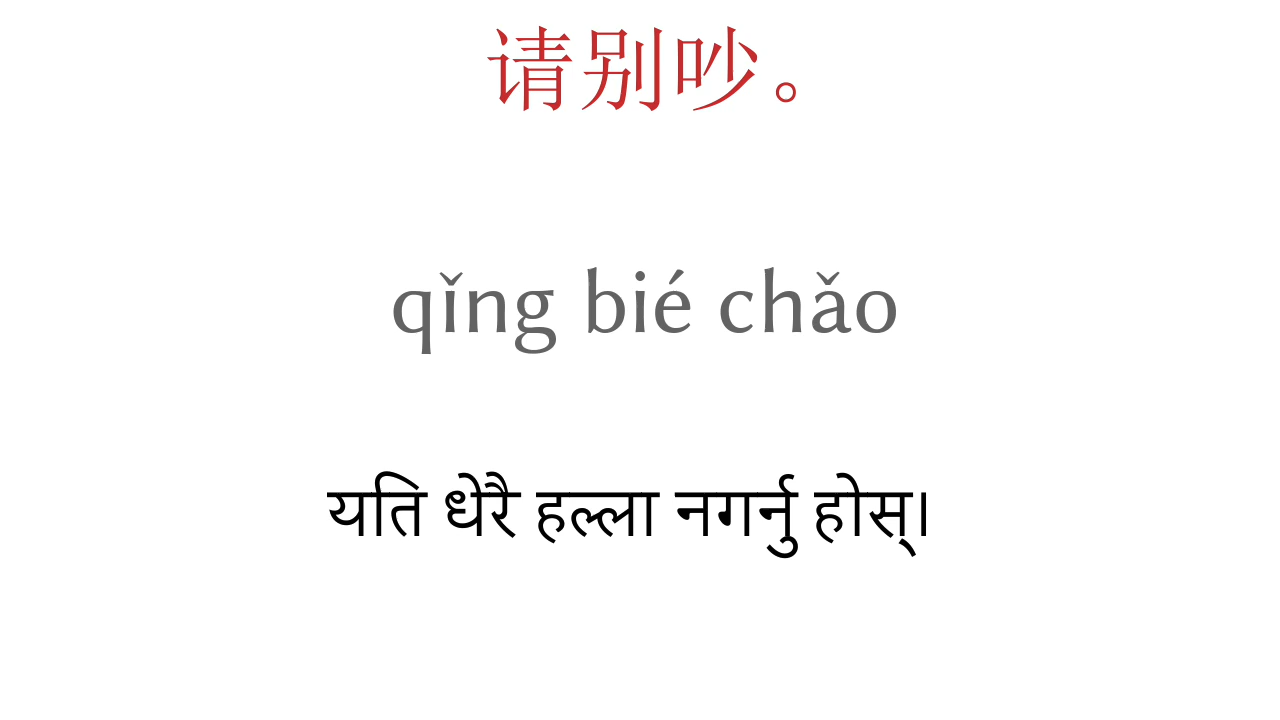 请别吵。
qǐng bié chǎo
यति धेरै हल्ला नगर्नु होस्।